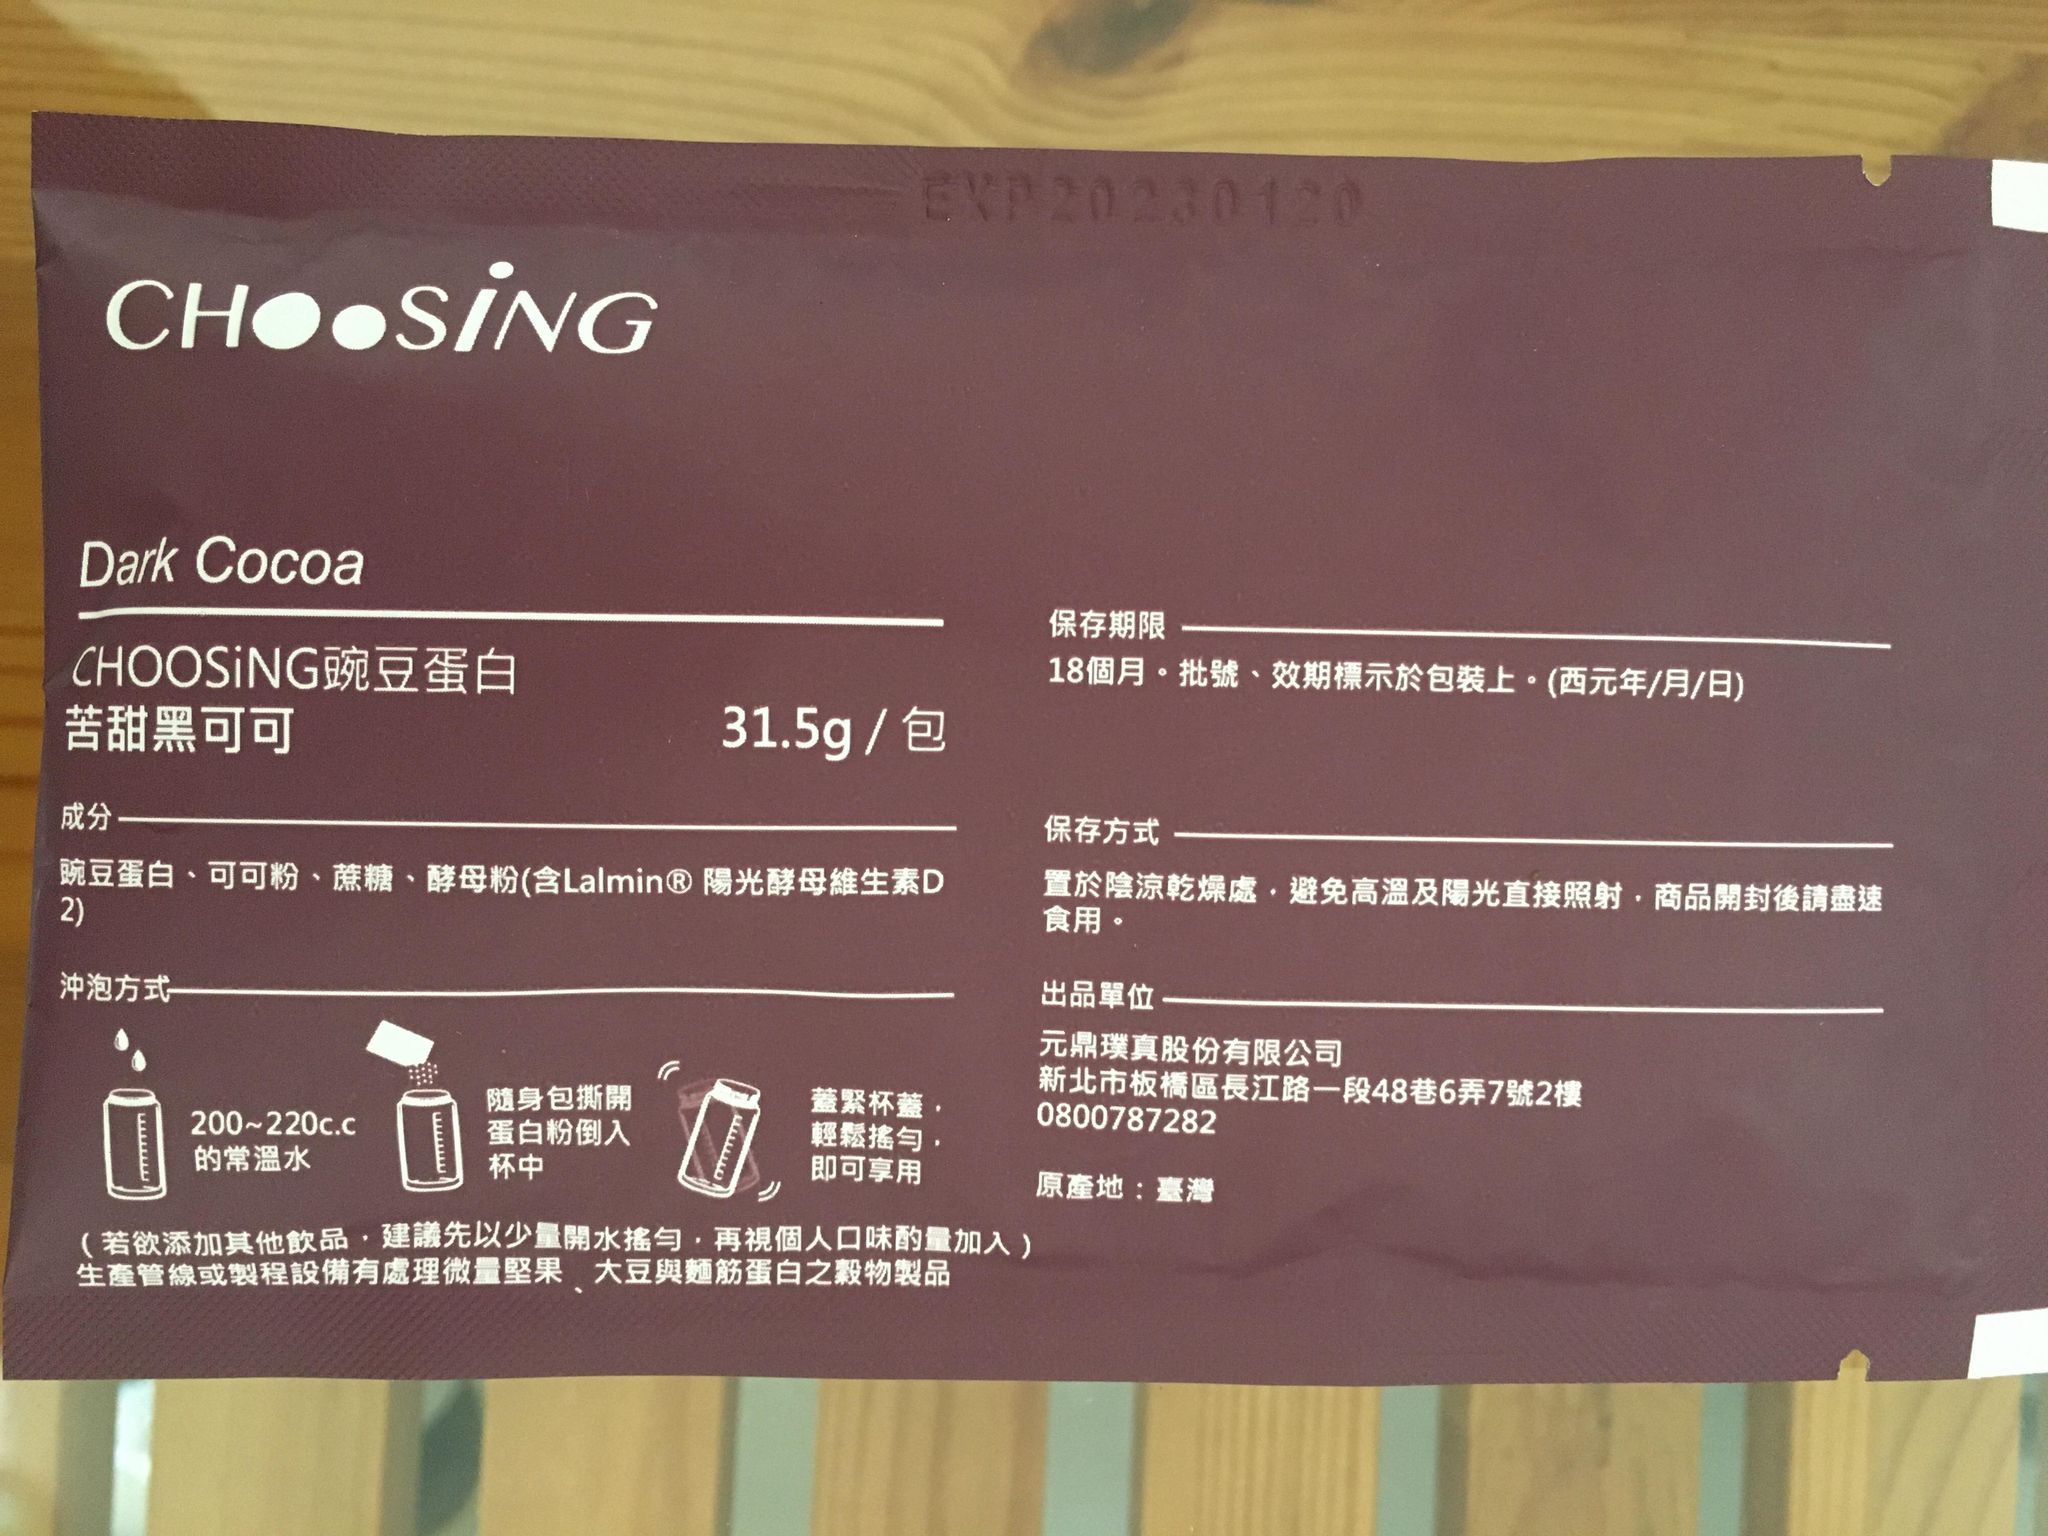 EXP20230120
CHOOSiNG
Dark Cocoa
CHOOSiNG豌豆蛋白
苦甜黑可可
31.5g / 包
成分
豌豆蛋白、可可粉、蔗糖、酵母粉(含Lalmin® 陽光酵母維生素D
2)
沖泡方式
200~220c.c
的常溫水
隨身包撕開
蛋白粉倒入
杯中
蓋緊杯蓋，
輕鬆搖勻，
即可享用
(若欲添加其他飲品，建議先以少量開水搖勻，再視個人口味酌量加入)
生產管線或製程設備有處理微量堅果、大豆與麵筋蛋白之穀物製品
保存期限
18個月。批號、效期標示於包裝上。(西元年/月/日)
保存方式
置於陰涼乾燥處，避免高溫及陽光直接照射，商品開封後請盡速
食用。
出品單位
元鼎璞真股份有限公司
新北市板橋區長江路一段48巷6弄7號2樓
0800787282
原產地：臺灣